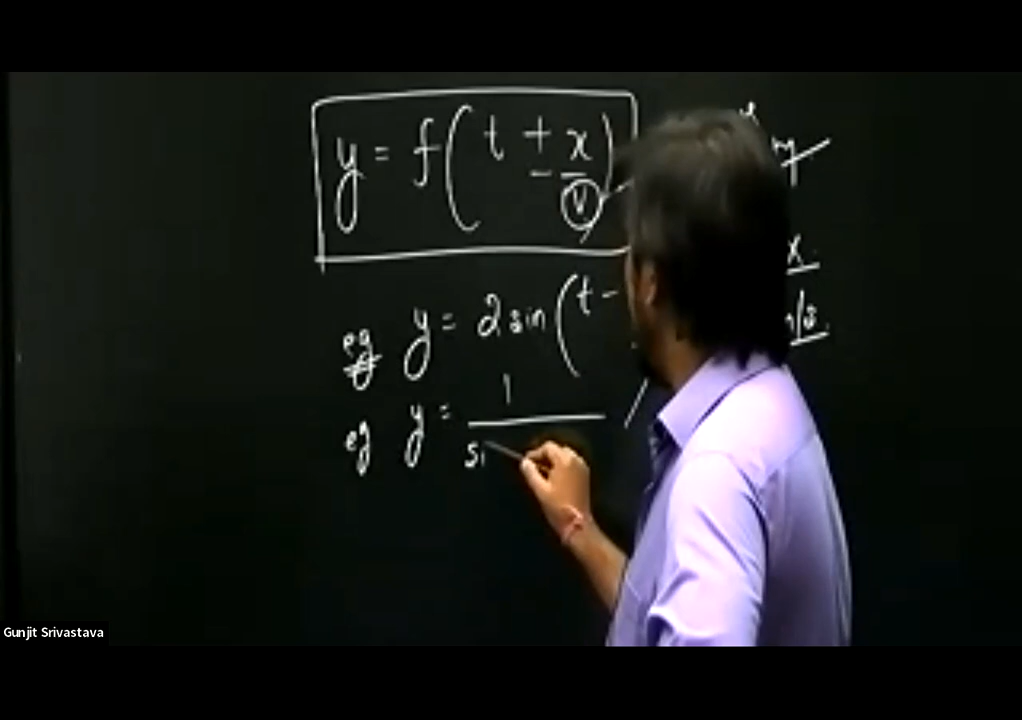 y = f ( t ± x/v )
eg y = 2 sin ( t -
x.
/s.
eg y = 1/si
Gunjit Srivastava